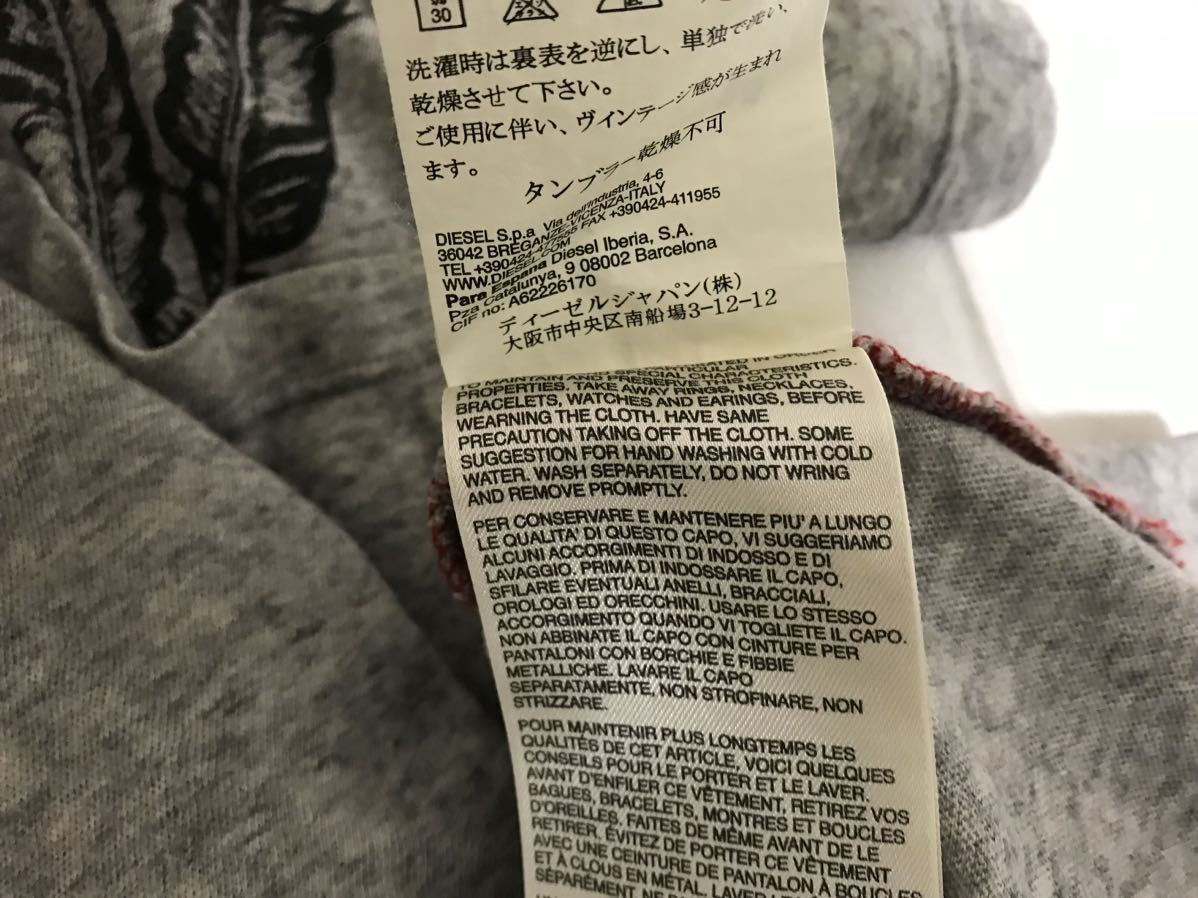 30
洗濯時は裏表を逆にし、単独で洗い、
乾燥させて下さい。
ご使用に伴い、ヴィンテージ感が生まれ
ます。
タンブラー乾燥不可
DIESEL S.p.a Via dell'industria, 4-6
36042 BREGANZE-VICENZA-ITALY
TEL +390424-477555 FAX +390424-411955
WWW.DIESEL.COM
Para Espana Diesel Iberia, S.A.
Pza Catalunya, 9 08002 Barcelona
CIF no: A62226170
ディーゼルジャパン(株)
大阪市中央区南船場3-12-12
IN ORDER
TO MAINTAIN AND SPECIAL CHARACTERISTICS.
PROPERTIES. TAKE AWAY RINGS, NECKLACES,
BRACELETS, WATCHES AND EARINGS, BEFORE
WEARNING THE CLOTH. HAVE SAME
PRECAUTION TAKING OFF THE CLOTH. SOME
SUGGESTION FOR HAND WASHING WITH COLD
WATER. WASH SEPARATELY, DO NOT WRING
AND REMOVE PROMPTLY.
PER CONSERVARE E MANTENERE PIU' A LUNGO
LE QUALITA' DI QUESTO CAPO, VI SUGGERIAMO
ALCUNI ACCORGIMENTI DI INDOSSO E DI
LAVAGGIO. PRIMA DI INDOSSARE IL CAPO,
SFILARE EVENTUALI ANELLI, BRACCIALI,
OROLOGI ED ORECCHINI. USARE LO STESSO
ACCORGIMENTO QUANDO VI TOGLIETE IL CAPO.
NON ABBINATE IL CAPO CON CINTURE PER
PANTALONI CON BORCHIE E FIBBIE
METALLICHE. LAVARE IL CAPO
SEPARATAMENTE, NON STROFINARE, NON
STRIZZARE.
POUR MAINTENIR PLUS LONGTEMPS LES
QUALITÉS DE CET ARTICLE, VOICI QUELQUES
CONSEILS POUR LE PORTER ET LE LAVER.
AVANT D'ENFILER CE VÊTEMENT, RETIREZ VOS
BAGUES, BRACELETS, MONTRES ET BOUCLES
D'OREILLES. FAITES DE MÊME AVANT DE LE
RETIRER. ÉVITEZ DE PORTER CE VÊTEMENT
AVEC UNE CEINTURE DE PANTALON À BOUCLES
ET À CLOUS EN MÉTAL. LAVER
SÉPARÉMENT, NE